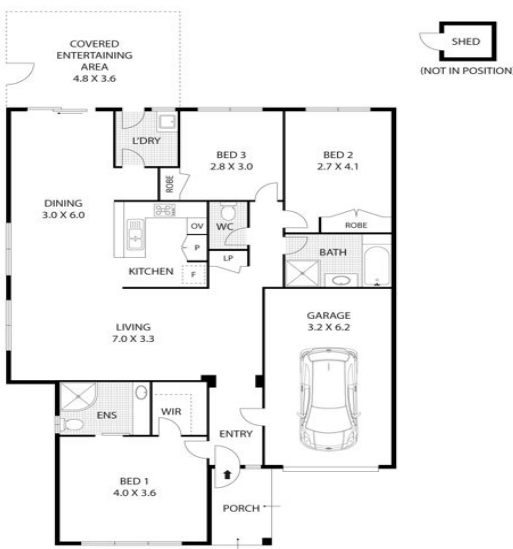 COVERED
ENTERTAINING
AREA
4.8 X 3.6
SHED
(NOT IN POSITION)
L'DRY
BED 3
2.8 X 3.0
BED 2
2.7 X 4.1
ROBE
DINING
3.0 X 6.0
WC
ROBE
OV
P
LP
BATH
KITCHEN
F
LIVING
7.0 X 3.3
GARAGE
3.2 X 6.2
ENS
WIR
ENTRY
BED 1
4.0 X 3.6
PORCH